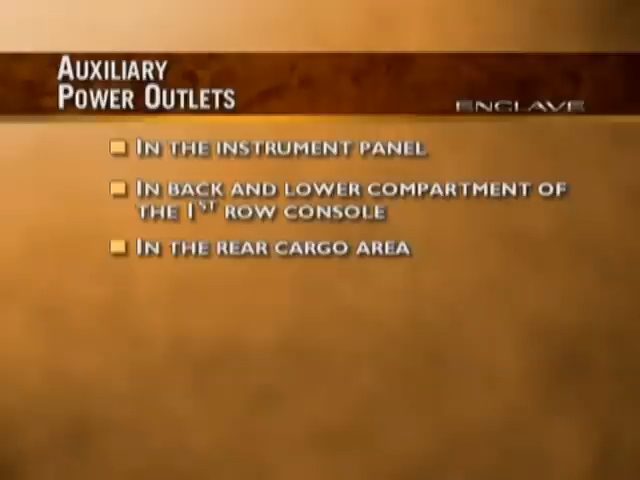 AUXILIARY
POWER OUTLETS
ENCLAVE
IN THE INSTRUMENT PANEL
IN BACK AND LOWER COMPARTMENT OF
THE 1ST ROW CONSOLE
IN THE REAR CARGO AREA